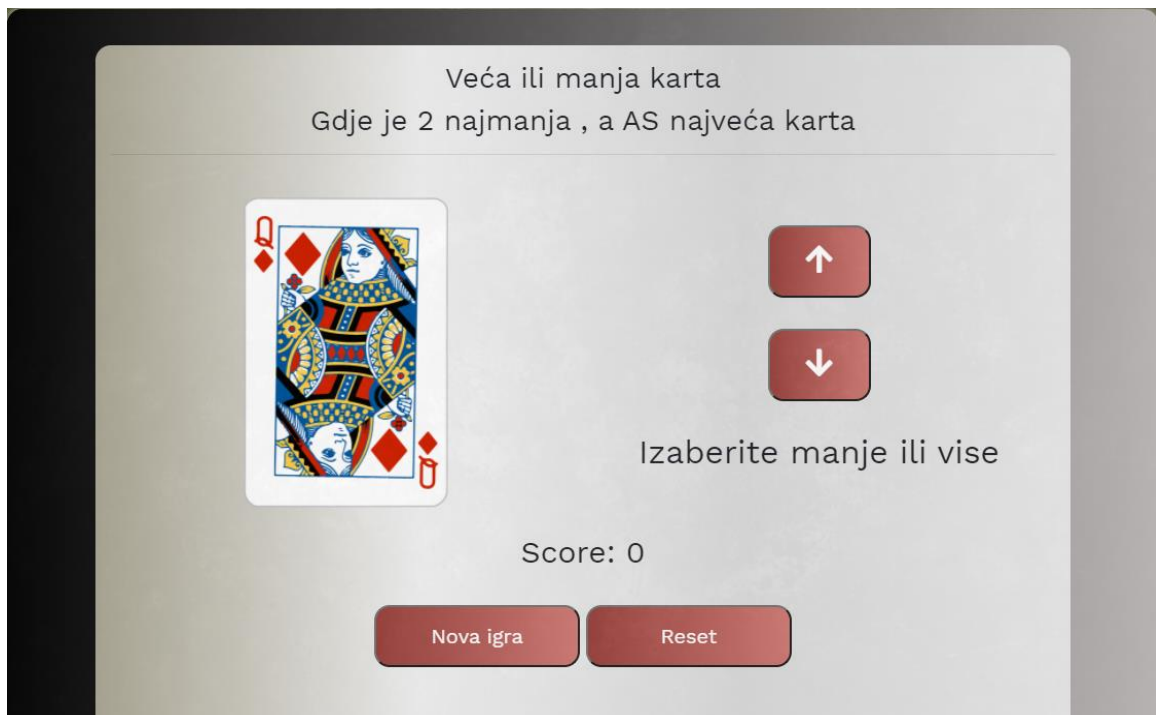 Veća ili manja karta
Gdje je 2 najmanja , a AS najveća karta
Q
Q
Izaberite manje ili vise
Score: 0
Nova igra
Reset